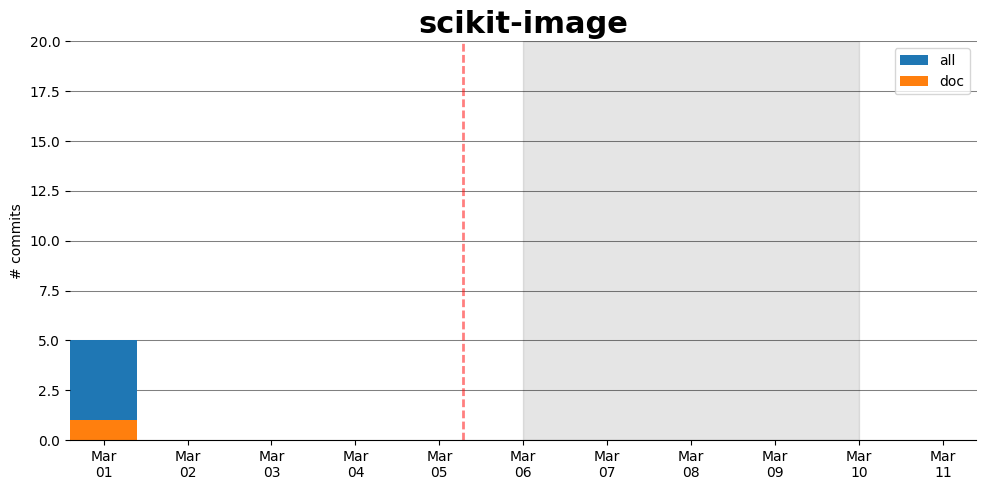 scikit-image
20.0
17.5
15.0
12.5
10.0
7.5
5.0
2.5
0.0
# commits
all
doc
Mar 01
Mar 02
Mar 03
Mar 04
Mar 05
Mar 06
Mar 07
Mar 08
Mar 09
Mar 10
Mar 11